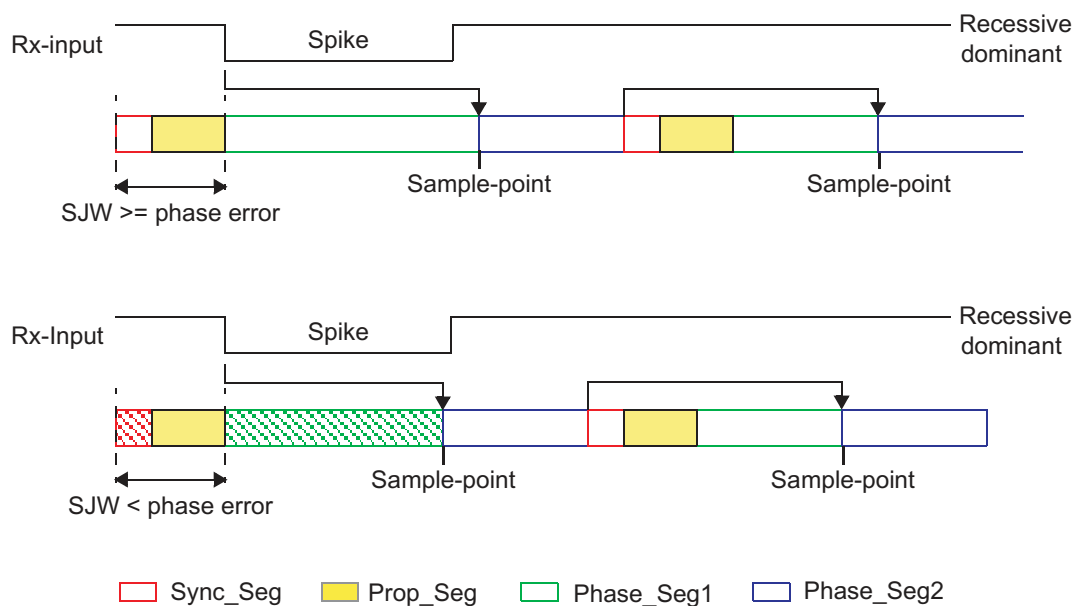 Rx-input
Spike
Recessive
dominant
Sample-point
Sample-point
SJW >= phase error
Rx-Input
Spike
Recessive
dominant
Sample-point
Sample-point
SJW < phase error
Sync_Seg
Prop_Seg
Phase_Seg1
Phase_Seg2